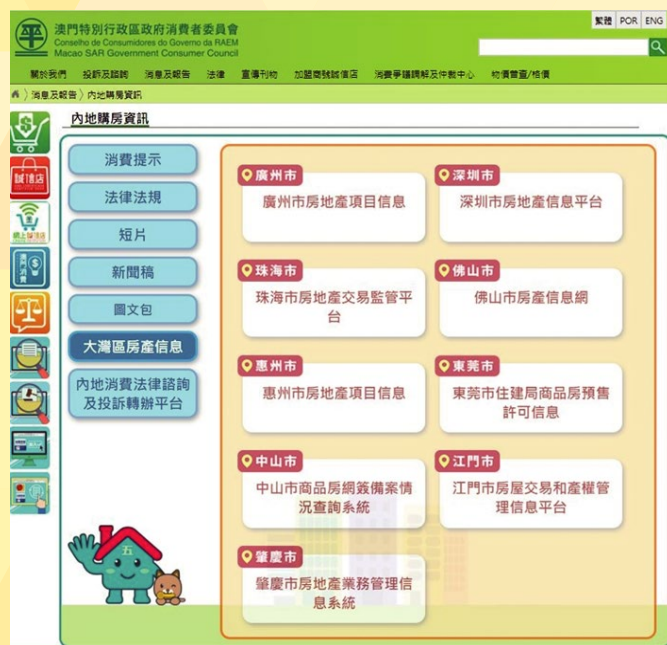 繁體 POR ENG
澳門特別行政區政府消費者委員會
Conselho de Consumidores do Governo da RAEM
Macao SAR Government Consumer Council
關於我們 投訴及諮詢 消息及報告 法律 宣傳刊物 加盟商號誠信店 消費爭議調解及仲裁中心 物價普查/格價
消息及報告 〉 內地購房資訊
內地購房資訊
消費提示
法律法規
短片
新聞稿
圖文包
大灣區房產信息
內地消費法律諮詢
及投訴轉辦平台
誠信店
網上誠信店
澳門消費
廣州市
廣州市房地產項目信息
深圳市
深圳市房地產信息平台
珠海市
珠海市房地產交易監管平
台
佛山市
佛山市房產信息網
惠州市
惠州市房地產項目信息
東莞市
東莞市住建局商品房預售
許可信息
中山市
中山市商品房網簽備案情
況查詢系統
江門市
江門市房屋交易和產權管
理信息平台
肇慶市
肇慶市房地產業務管理信
息系統
五